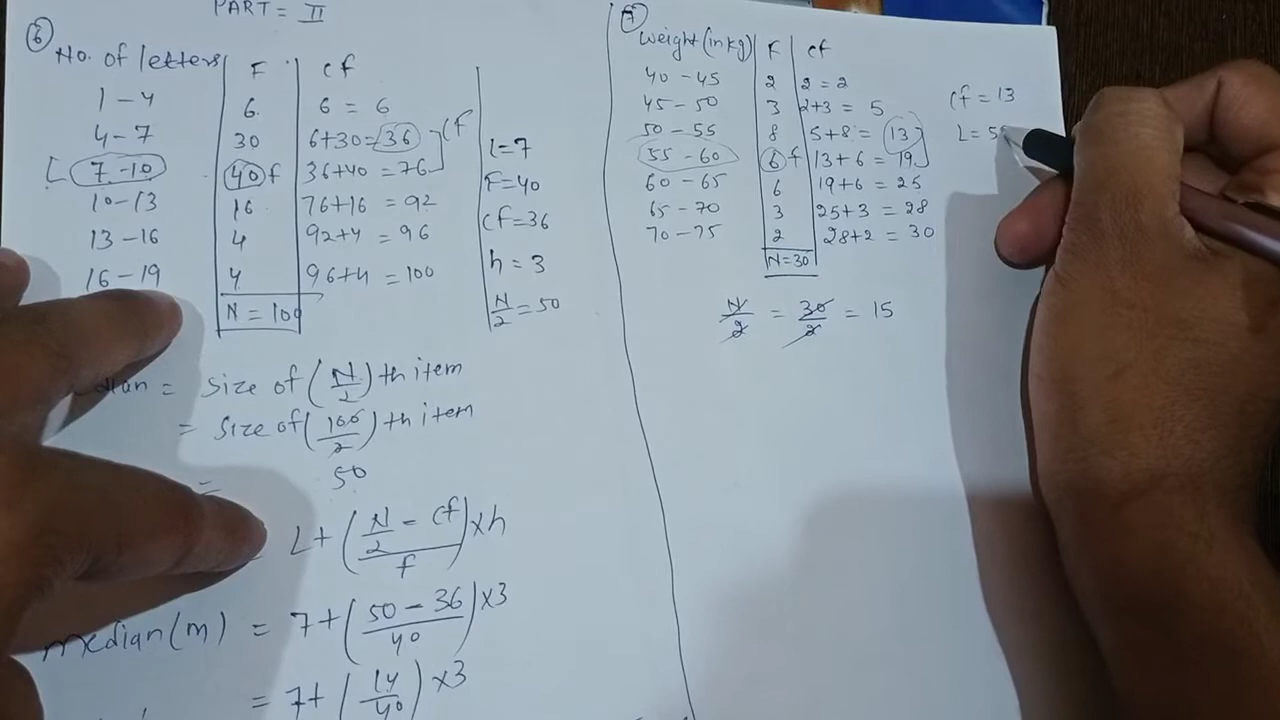 PART = II
6
No. of letters F cf
1 - 4 6 6 = 6
4 - 7 30 6+30=36 cf
L 7 - 10 40 f 36+40 = 76
10 - 13 16 76+16 = 92
13 - 16 4 92+4 = 96
16 - 19 4 96+4 = 100
N = 100
l=7
F=40
cf=36
h = 3
N/2 = 50
= size of (N/2) th item
= size of (100/2) th item
= 50
L + (N/2 - cf / f) x h
median(m) = 7 + (50 - 36 / 40) x3
= 7 + (14 / 40) x3
7
Weight (in kg) F cf
40 - 45 2 2 = 2
45 - 50 3 2+3 = 5
50 - 55 8 5+8 = 13
55 - 60 6 f 13+6 = 19
60 - 65 6 19+6 = 25
65 - 70 3 25+3 = 28
70 - 75 2 28+2 = 30
N=30
N/2 = 30/2 = 15
cf = 13